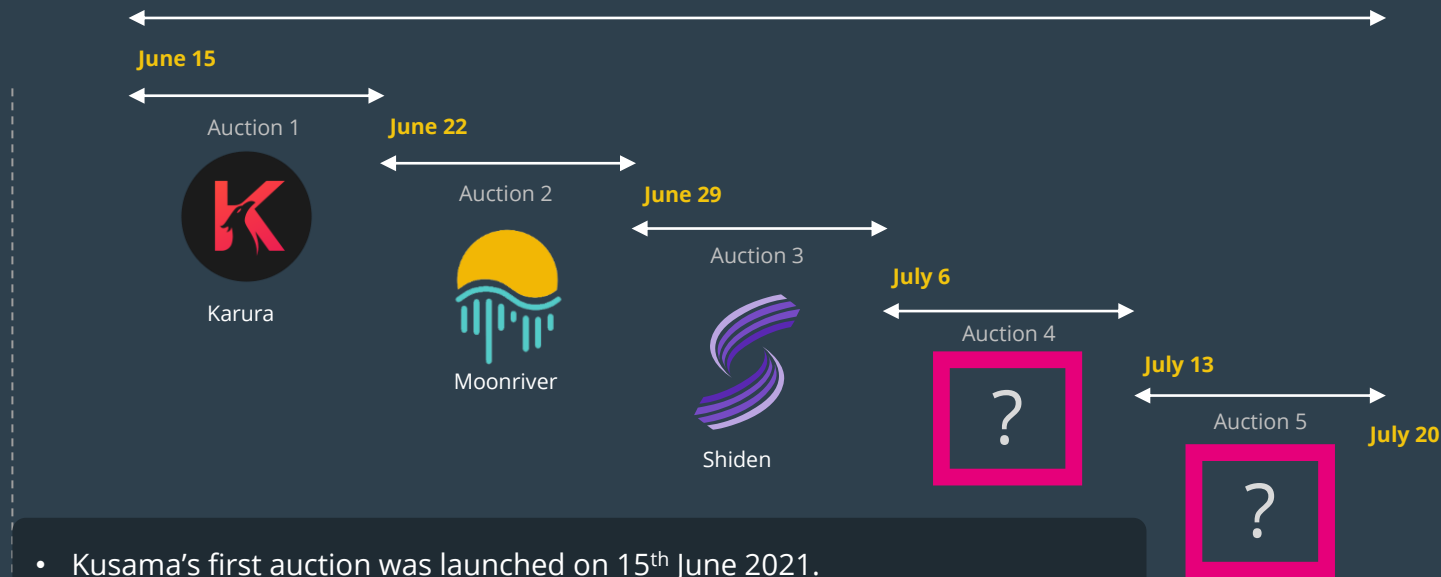 June 15
Auction 1
Karura
June 22
Auction 2
Moonriver
June 29
Auction 3
Shiden
July 6
Auction 4
?
July 13
Auction 5
?
July 20
• Kusama’s first auction was launched on 15th June 2021.